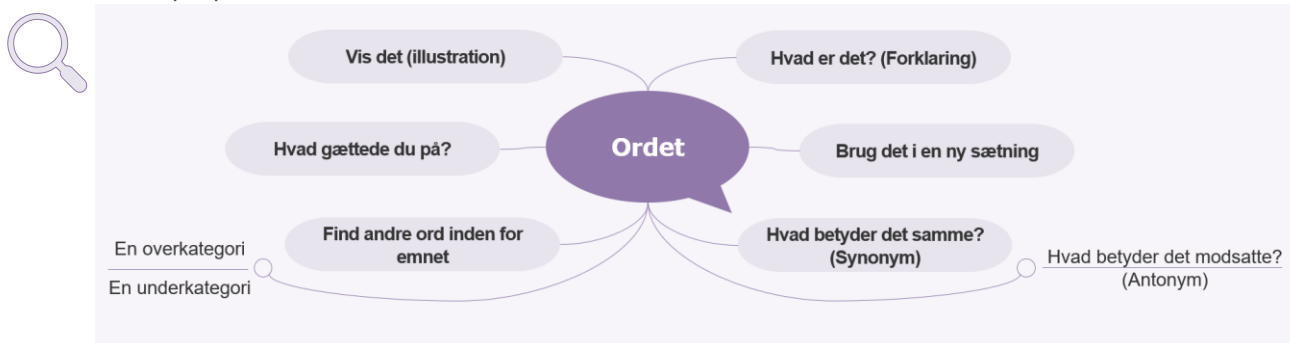 Vis det (illustration)
Hvad er det? (Forklaring)
Hvad gættede du på?
Ordet
Brug det i en ny sætning
Find andre ord inden for
emnet
Hvad betyder det samme?
(Synonym)
En overkategori
En underkategori
Hvad betyder det modsatte?
(Antonym)